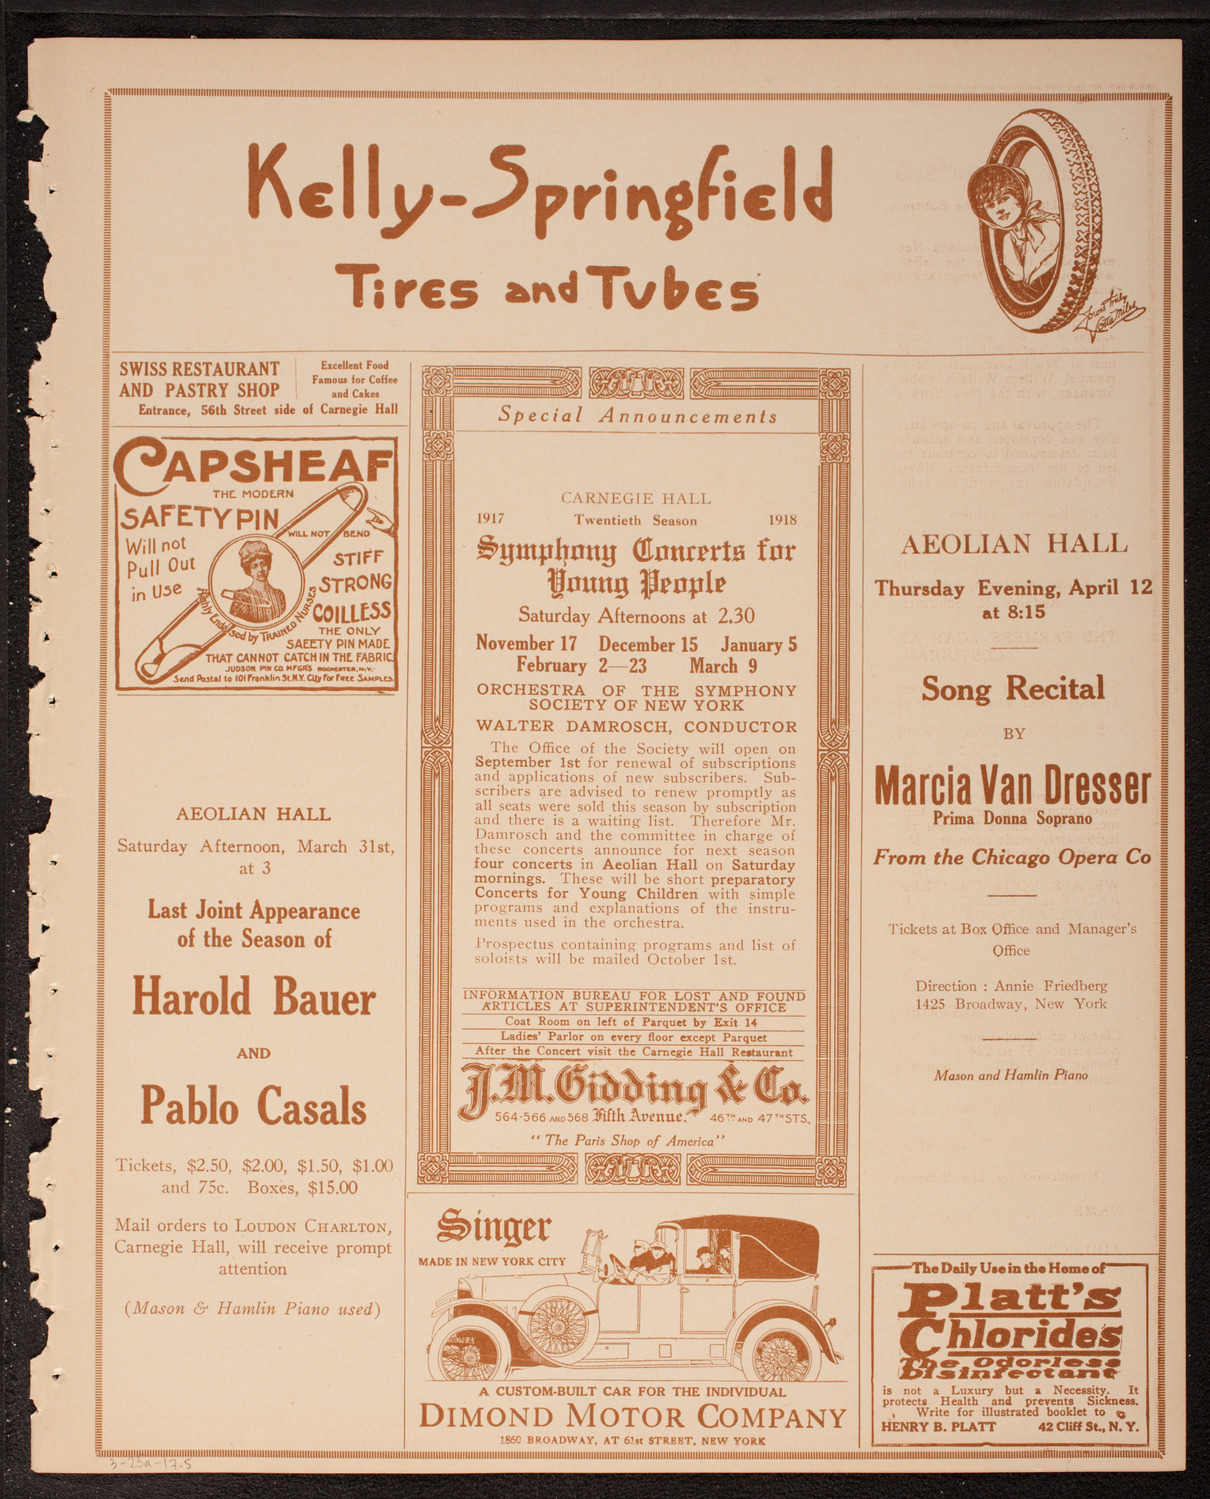 Kelly-Springfield
Tires and Tubes
Yours truly
Lotta Miles
SWISS RESTAURANT
AND PASTRY SHOP
Excellent Food
Famous for Coffee
and Cakes
Entrance, 56th Street side of Carnegie Hall
CAPSHEAF
THE MODERN
SAFETY PIN
WILL NOT BEND
Will not
Pull Out
in Use
STIFF
STRONG
COILLESS
Highly Endorsed by TRAINED NURSES
THE ONLY
SAFETY PIN MADE
THAT CANNOT CATCH IN THE FABRIC.
JUDSON PIN CO. MFGRS ROCHESTER, N.Y.
Send Postal to 101 Franklin St. N.Y. City for FREE SAMPLES.
AEOLIAN HALL
Saturday Afternoon, March 31st,
at 3
Last Joint Appearance
of the Season of
Harold Bauer
AND
Pablo Casals
Tickets, $2.50, $2.00, $1.50, $1.00
and 75c. Boxes, $15.00
Mail orders to LOUDON CHARLTON,
Carnegie Hall, will receive prompt
attention
(Mason & Hamlin Piano used)
Special Announcements
CARNEGIE HALL
1917 Twentieth Season 1918
Symphony Concerts for
Young People
Saturday Afternoons at 2.30
November 17 December 15 January 5
February 2—23 March 9
ORCHESTRA OF THE SYMPHONY
SOCIETY OF NEW YORK
WALTER DAMROSCH, CONDUCTOR
The Office of the Society will open on
September 1st for renewal of subscriptions
and applications of new subscribers. Sub-
scribers are advised to renew promptly as
all seats were sold this season by subscription
and there is a waiting list. Therefore Mr.
Damrosch and the committee in charge of
these concerts announce for next season
four concerts in Aeolian Hall on Saturday
mornings. These will be short preparatory
Concerts for Young Children with simple
programs and explanations of the instru-
ments used in the orchestra.
Prospectus containing programs and list of
soloists will be mailed October 1st.
INFORMATION BUREAU FOR LOST AND FOUND
ARTICLES AT SUPERINTENDENT'S OFFICE
Coat Room on left of Parquet by Exit 14
Ladies' Parlor on every floor except Parquet
After the Concert visit the Carnegie Hall Restaurant
J.M. Gidding & Co.
564-566 AND 568 Fifth Avenue. 46TH AND 47TH STS.
"The Paris Shop of America"
Singer
MADE IN NEW YORK CITY
A CUSTOM-BUILT CAR FOR THE INDIVIDUAL
DIMOND MOTOR COMPANY
1860 BROADWAY, AT 61st STREET, NEW YORK
AEOLIAN HALL
Thursday Evening, April 12
at 8:15
Song Recital
BY
Marcia Van Dresser
Prima Donna Soprano
From the Chicago Opera Co
Tickets at Box Office and Manager's
Office
Direction : Annie Friedberg
1425 Broadway, New York
Mason and Hamlin Piano
The Daily Use in the Home of
Platt's
Chlorides
The Odorless
Disinfectant
is not a Luxury but a Necessity. It
protects Health and prevents Sickness.
Write for illustrated booklet to
HENRY B. PLATT 42 Cliff St., N. Y.
3-25a-17-5